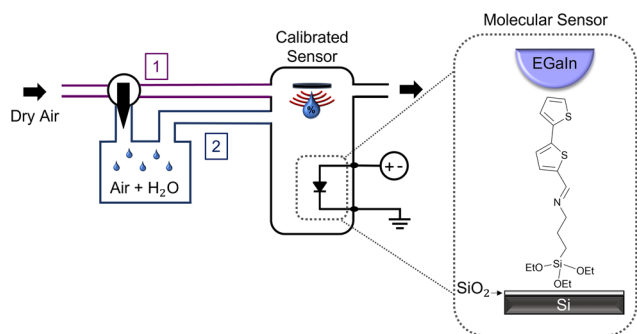 Molecular Sensor
Calibrated
Sensor
EGaIn
1
Dry Air
%
S
S
2
Air + H₂O
+ -
N
Si
EtO
OEt
OEt
SiO₂
Si